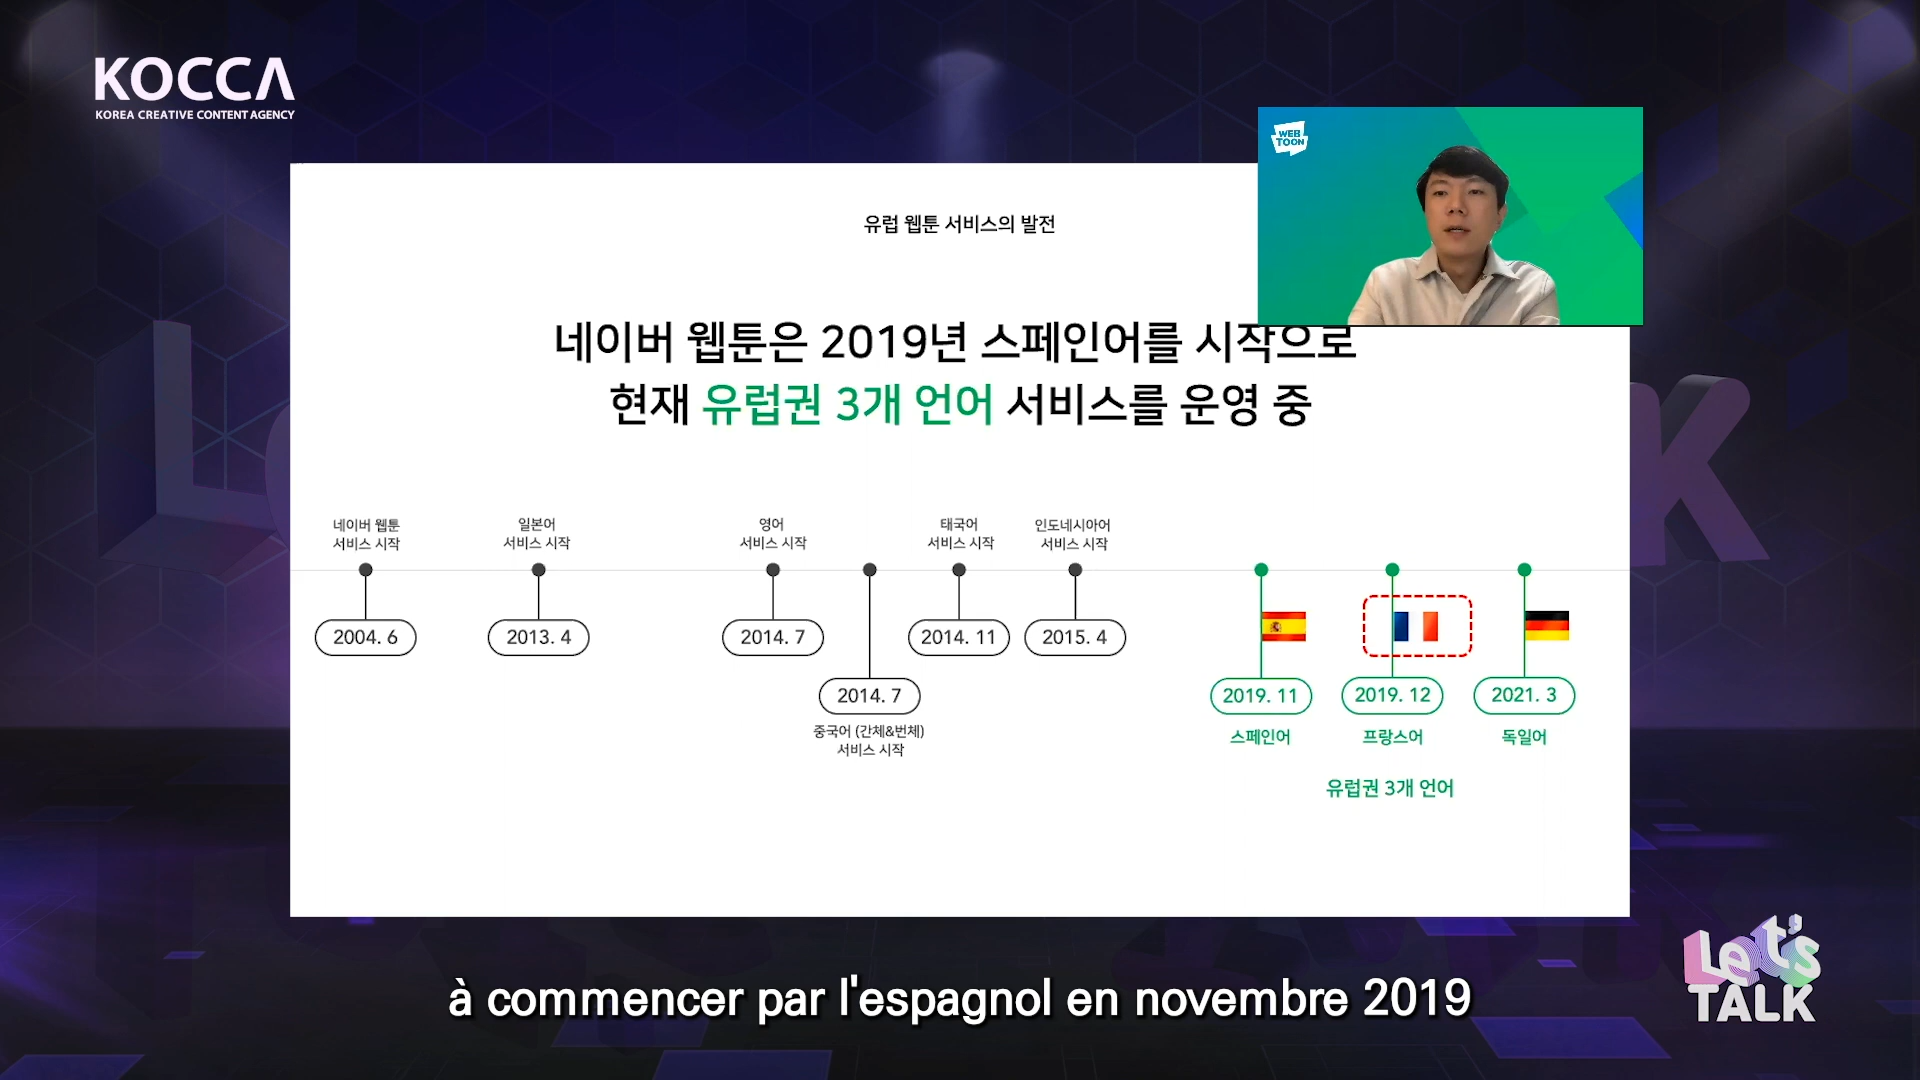 KOCCA
KOREA CREATIVE CONTENT AGENCY
WEB
TOON
유럽 웹툰 서비스의 발전
네이버 웹툰은 2019년 스페인어를 시작으로
현재 유럽권 3개 언어 서비스를 운영 중
네이버 웹툰
서비스 시작
2004. 6
일본어
서비스 시작
2013. 4
영어
서비스 시작
2014. 7
2014. 7
중국어 (간체&번체)
서비스 시작
태국어
서비스 시작
2014. 11
인도네시아어
서비스 시작
2015. 4
2019. 11
스페인어
2019. 12
프랑스어
2021. 3
독일어
유럽권 3개 언어
à commencer par l'espagnol en novembre 2019
Let's
TALK